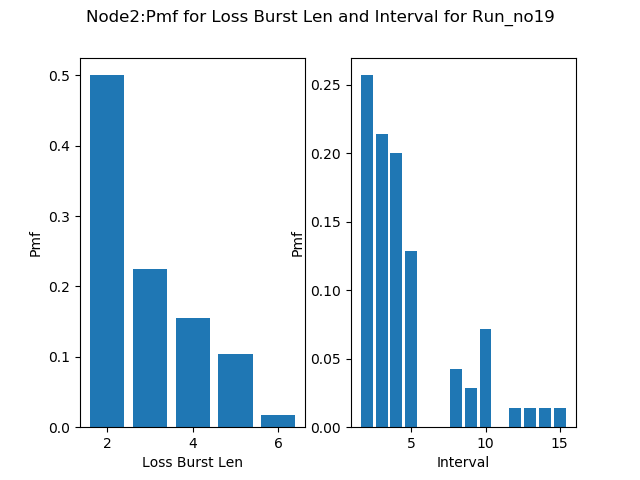 Node2:Pmf for Loss Burst Len and Interval for Run_no19
0.5
0.4
0.3
0.2
0.1
0.0
Pmf
2 4 6
Loss Burst Len
0.25
0.20
0.15
0.10
0.05
0.00
Pmf
5 10 15
Interval